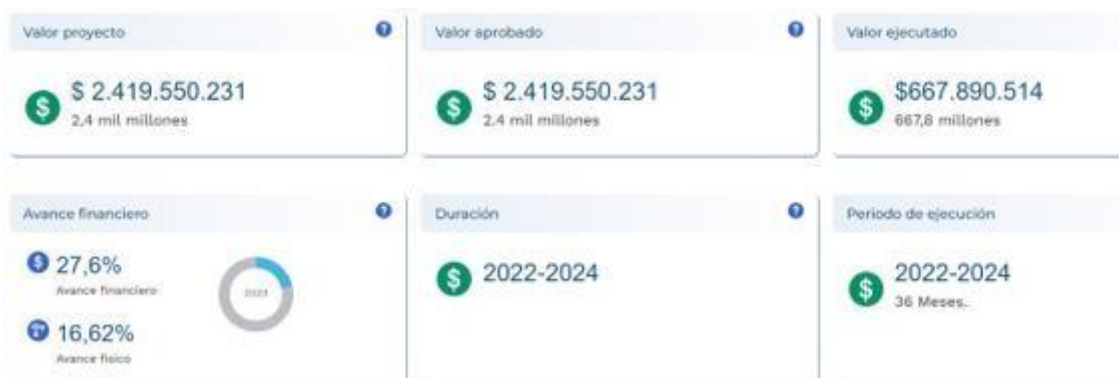 Valor proyecto
$ 2.419.550.231
2,4 mil millones
Valor aprobado
$ 2.419.550.231
2.4 mil millones
Valor ejecutado
$667.890.514
667,8 millones
Avance financiero
27,6%
Avance financiero
2023
16,62%
Avance físico
Duración
2022-2024
Periodo de ejecución
2022-2024
36 Meses.